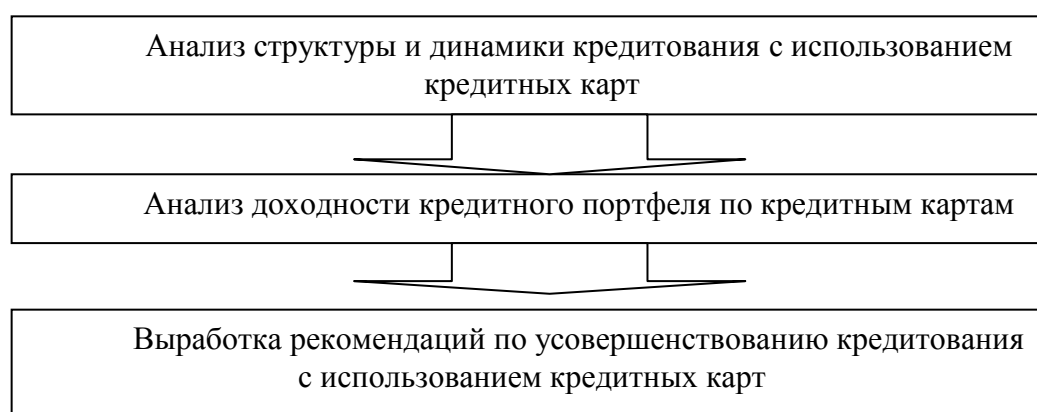 Анализ структуры и динамики кредитования с использованием
кредитных карт
Анализ доходности кредитного портфеля по кредитным картам
Выработка рекомендаций по усовершенствованию кредитования
с использованием кредитных карт